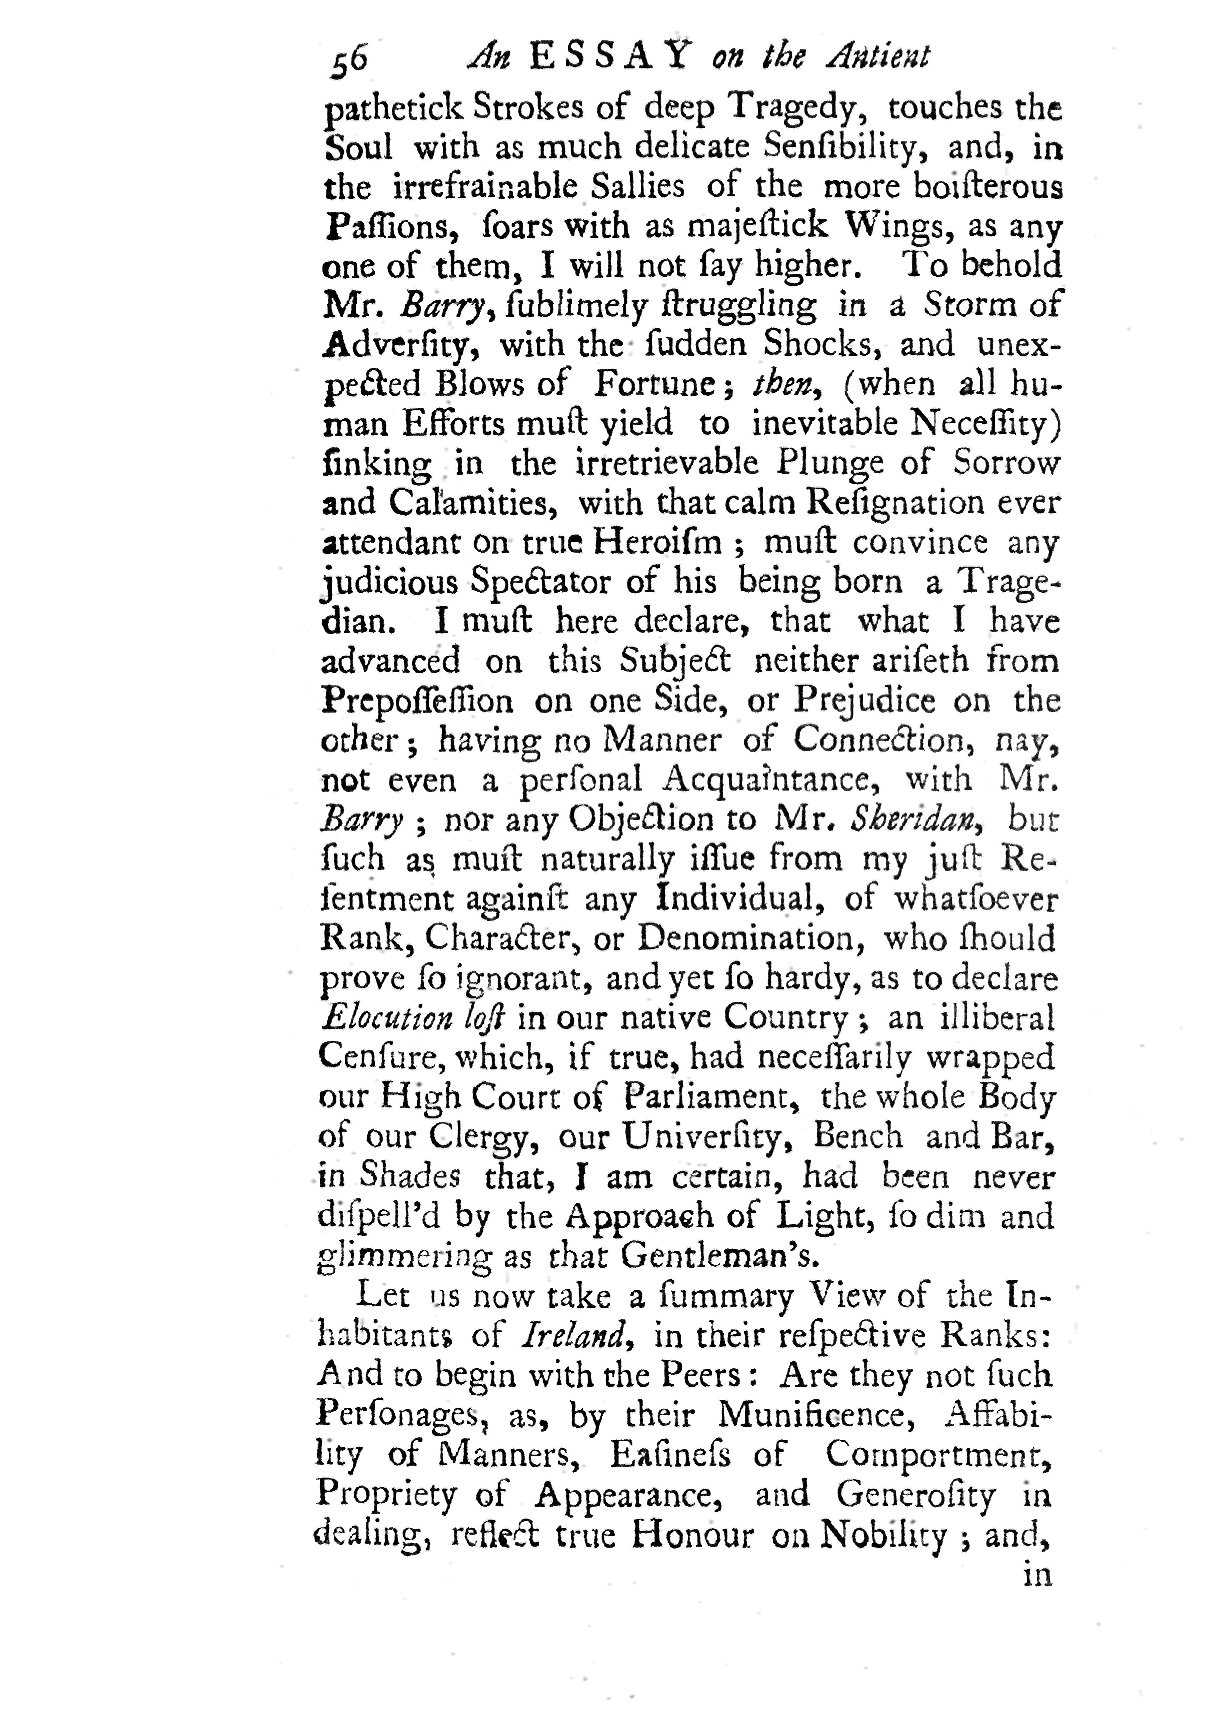 56 An ESSAY on the Antient
pathetick Strokes of deep Tragedy, touches the
Soul with as much delicate Senſibility, and, in
the irrefrainable Sallies of the more boiſterous
Paſſions, ſoars with as majeſtick Wings, as any
one of them, I will not ſay higher. To behold
Mr. Barry, ſublimely ſtruggling in a Storm of
Adverſity, with the ſudden Shocks, and unex-
pected Blows of Fortune; then, (when all hu-
man Efforts muſt yield to inevitable Neceſſity)
ſinking in the irretrievable Plunge of Sorrow
and Calamities, with that calm Reſignation ever
attendant on true Heroiſm; muſt convince any
judicious Spectator of his being born a Trage-
dian. I muſt here declare, that what I have
advanced on this Subject neither ariſeth from
Prepoſſeſſion on one Side, or Prejudice on the
other; having no Manner of Connection, nay,
not even a perſonal Acquaintance, with Mr.
Barry; nor any Objection to Mr. Sheridan, but
ſuch as muſt naturally iſſue from my juſt Re-
ſentment againſt any Individual, of whatſoever
Rank, Character, or Denomination, who ſhould
prove ſo ignorant, and yet ſo hardy, as to declare
Elocution loſt in our native Country; an illiberal
Cenſure, which, if true, had neceſſarily wrapped
our High Court of Parliament, the whole Body
of our Clergy, our Univerſity, Bench and Bar,
in Shades that, I am certain, had been never
diſpell'd by the Approach of Light, ſo dim and
glimmering as that Gentleman's.
Let us now take a ſummary View of the In-
habitants of Ireland, in their reſpective Ranks:
And to begin with the Peers: Are they not ſuch
Perſonages, as, by their Munificence, Affabi-
lity of Manners, Eaſineſs of Comportment,
Propriety of Appearance, and Generoſity in
dealing, reflect true Honour on Nobility; and,
in